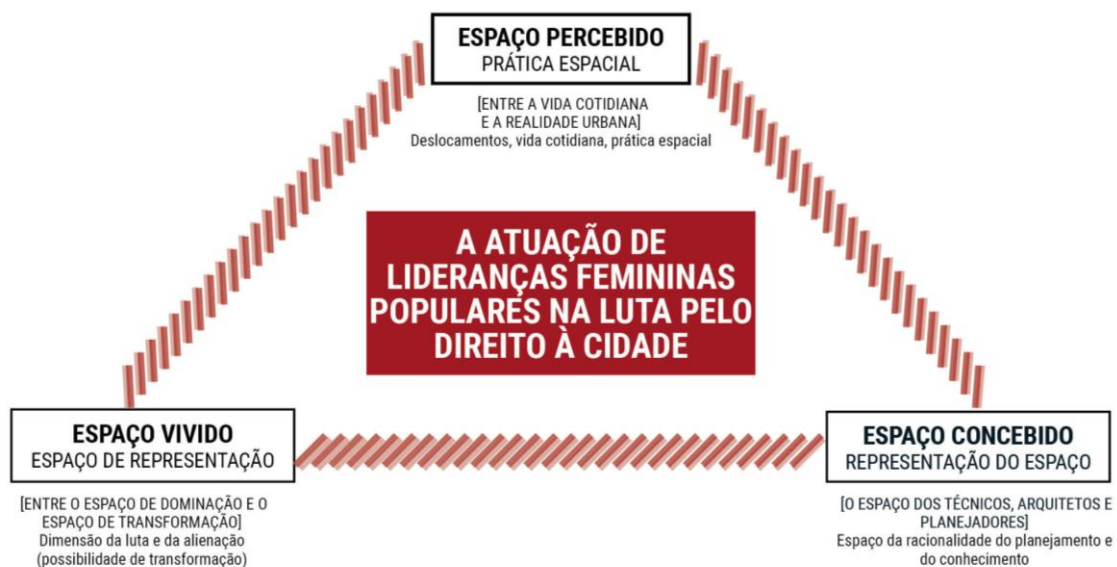 ESPAÇO PERCEBIDO
PRÁTICA ESPACIAL
[ENTRE A VIDA COTIDIANA
E A REALIDADE URBANA]
Deslocamentos, vida cotidiana, prática espacial
A ATUAÇÃO DE
LIDERANÇAS FEMININAS
POPULARES NA LUTA PELO
DIREITO À CIDADE
ESPAÇO VIVIDO
ESPAÇO DE REPRESENTAÇÃO
[ENTRE O ESPAÇO DE DOMINAÇÃO E O
ESPAÇO DE TRANSFORMAÇÃO]
Dimensão da luta e da alienação
(possibilidade de transformação)
ESPAÇO CONCEBIDO
REPRESENTAÇÃO DO ESPAÇO
[O ESPAÇO DOS TÉCNICOS, ARQUITETOS E
PLANEJADORES]
Espaço da racionalidade do planejamento e
do conhecimento